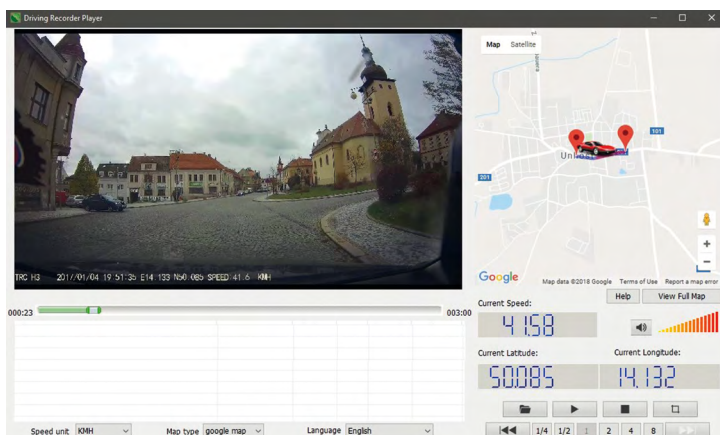 Driving Recorder Player
Map Satellite
101
201
Google
Map data ©2018 Google Terms of Use Report a map error
TRC H3 2017/01/04 19:51:35 E14.133 N50.085 SPEED:41.6 KMH
Help View Full Map
000:23 003:00
Current Speed:
41.58
Current Latitude: Current Longitude:
50.085 14.132
Speed unit KMH Map type google map Language English
1/4 1/2 1 2 4 8